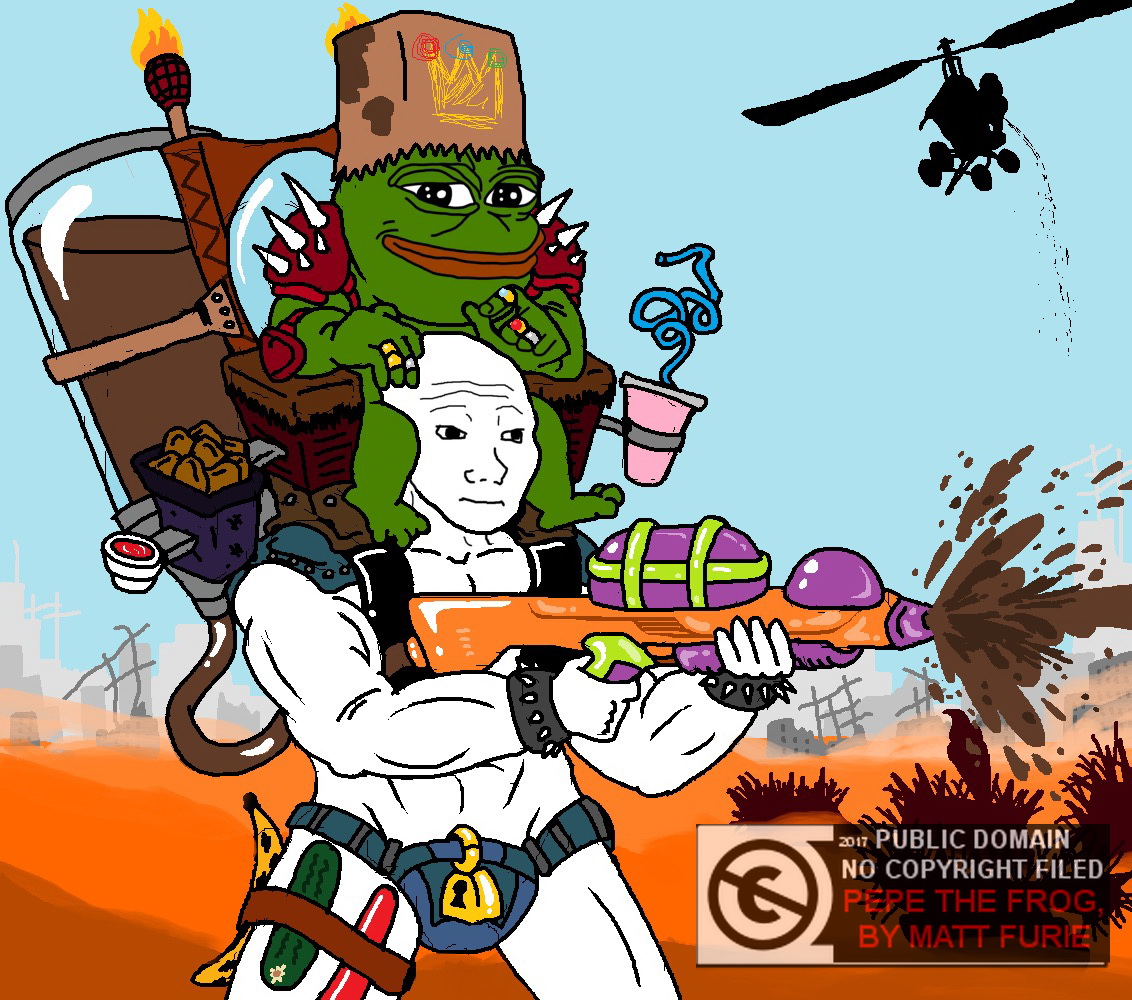 2017 PUBLIC DOMAIN
NO COPYRIGHT FILED
PEPE THE FROG,
BY MATT FURIE